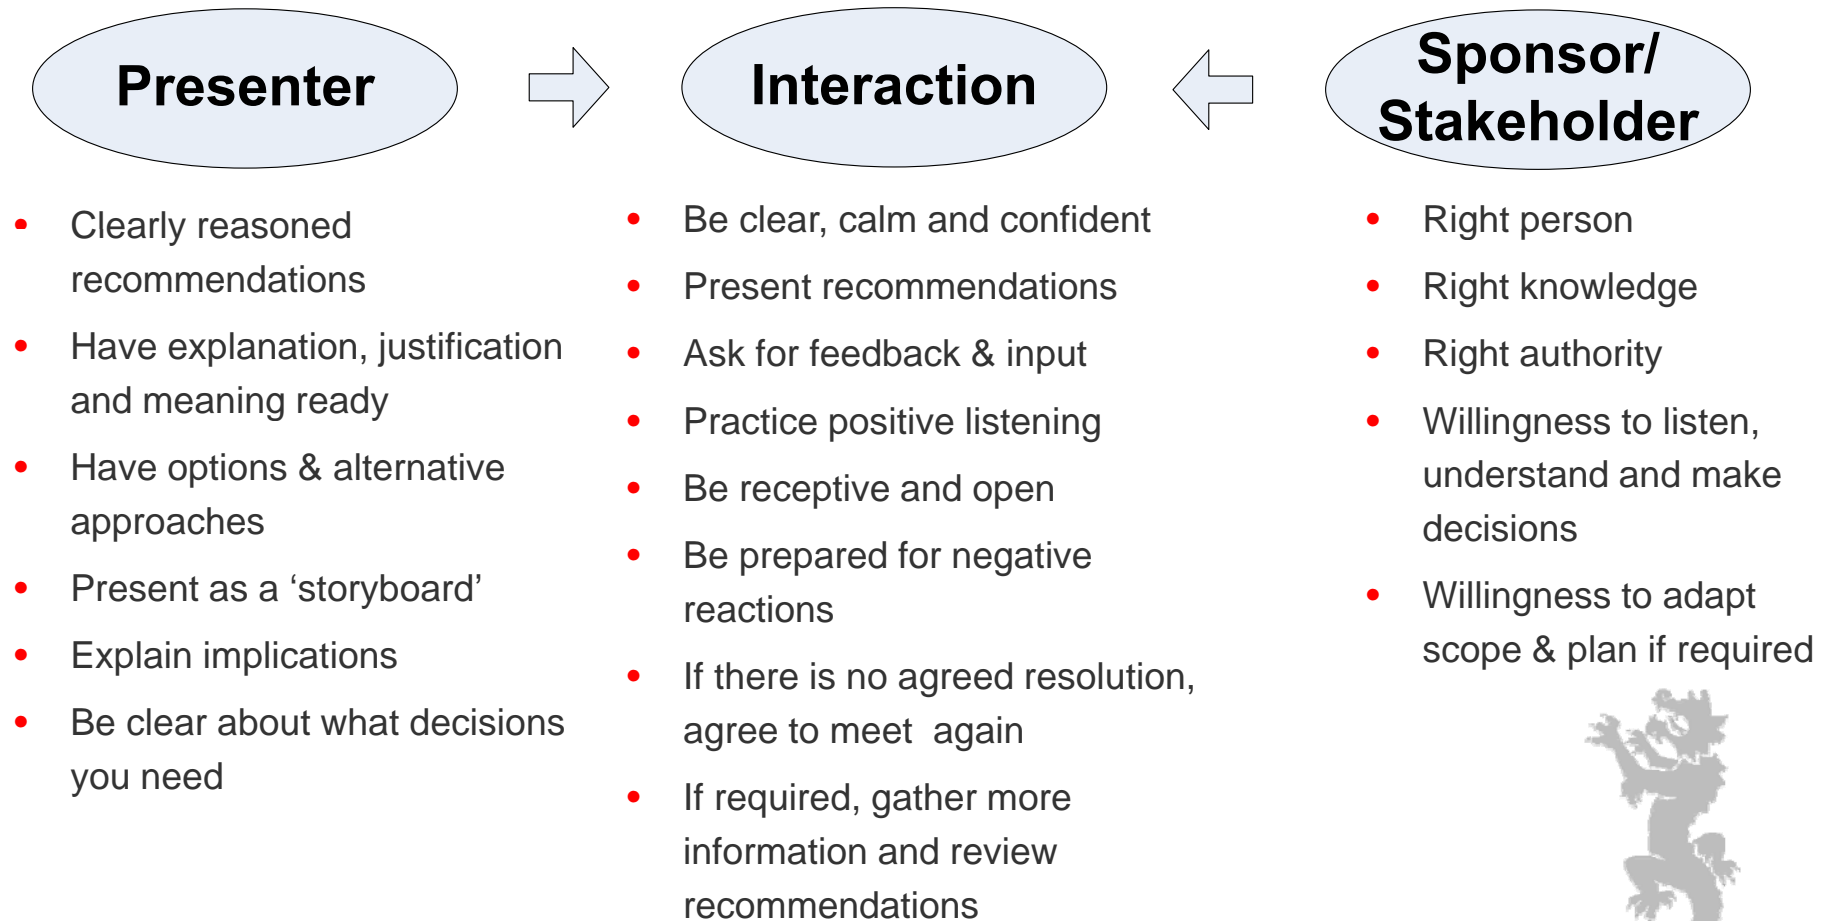 Presenter
Clearly reasoned
recommendations
Have explanation, justification
and meaning ready
Have options & alternative
approaches
Present as a ‘storyboard’
Explain implications
Be clear about what decisions
you need
Interaction
Be clear, calm and confident
Present recommendations
Ask for feedback & input
Practice positive listening
Be receptive and open
Be prepared for negative
reactions
If there is no agreed resolution,
agree to meet  again
If required, gather more
information and review
recommendations
Sponsor/
Stakeholder
Right person
Right knowledge
Right authority
Willingness to listen,
understand and make
decisions
Willingness to adapt
scope & plan if required